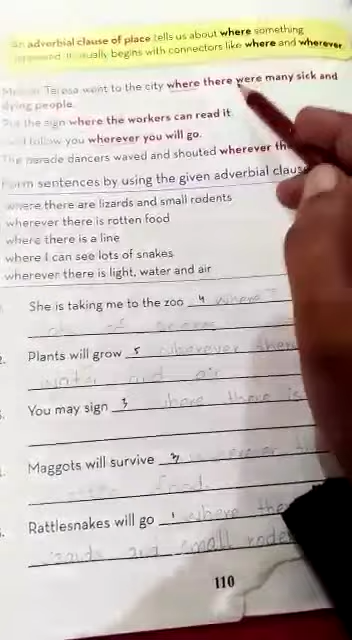 An adverbial clause of place tells us about where something
happened. It usually begins with connectors like where and wherever.
Mother Teresa went to the city where there were many sick and
dying people.
Put the sign where the workers can read it.
I will follow you wherever you will go.
The parade dancers waved and shouted wherever
Form sentences by using the given adverbial
where there are lizards and small rodents
wherever there is rotten food
where there is a line
where I can see lots of snakes
wherever there is light, water and air
She is taking me to the zoo 4 where
of
2. Plants will grow 5 wherever there
water and air
You may sign 3 where there is
Maggots will survive wherever
food
Rattlesnakes will go 1 where the
lizards and small rodents
110